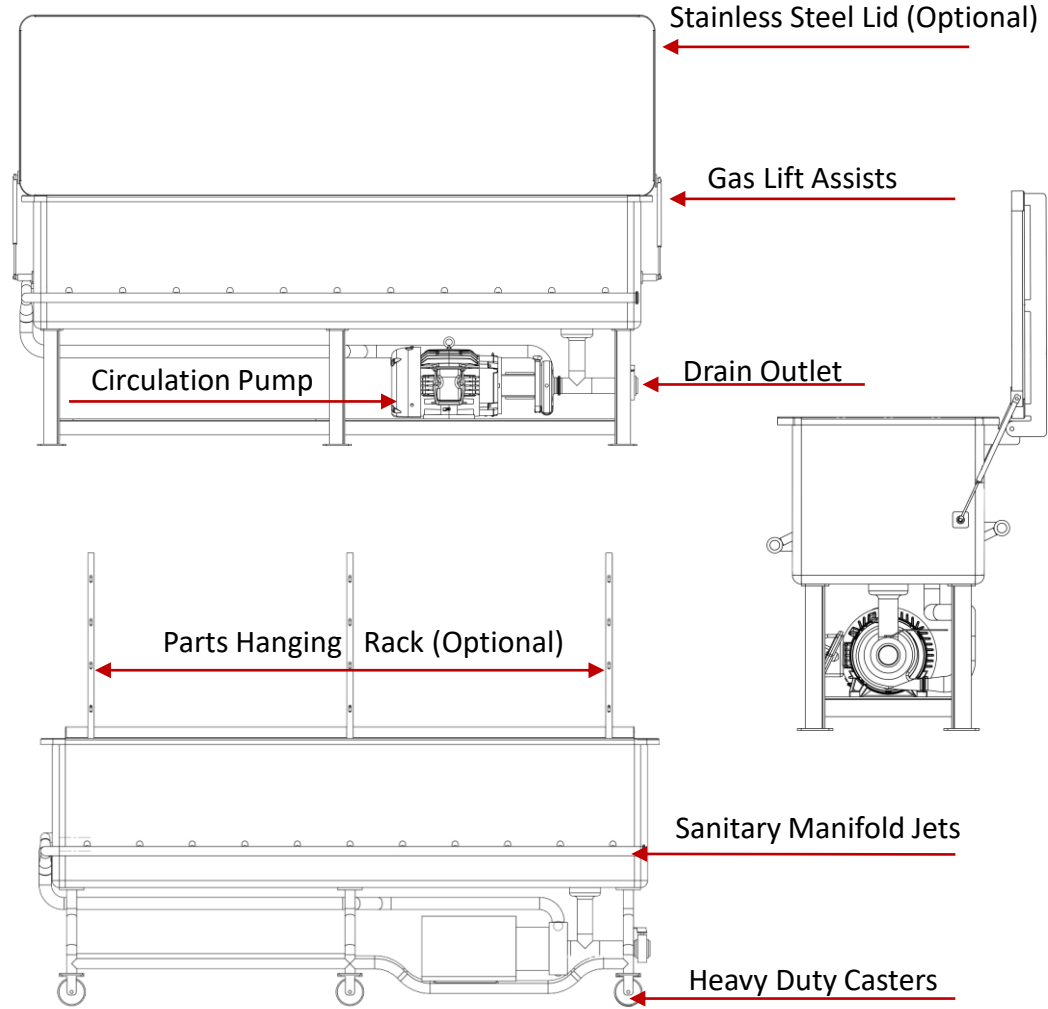 Stainless Steel Lid (Optional)
Gas Lift Assists
Circulation Pump
Drain Outlet
Parts Hanging Rack (Optional)
Sanitary Manifold Jets
Heavy Duty Casters